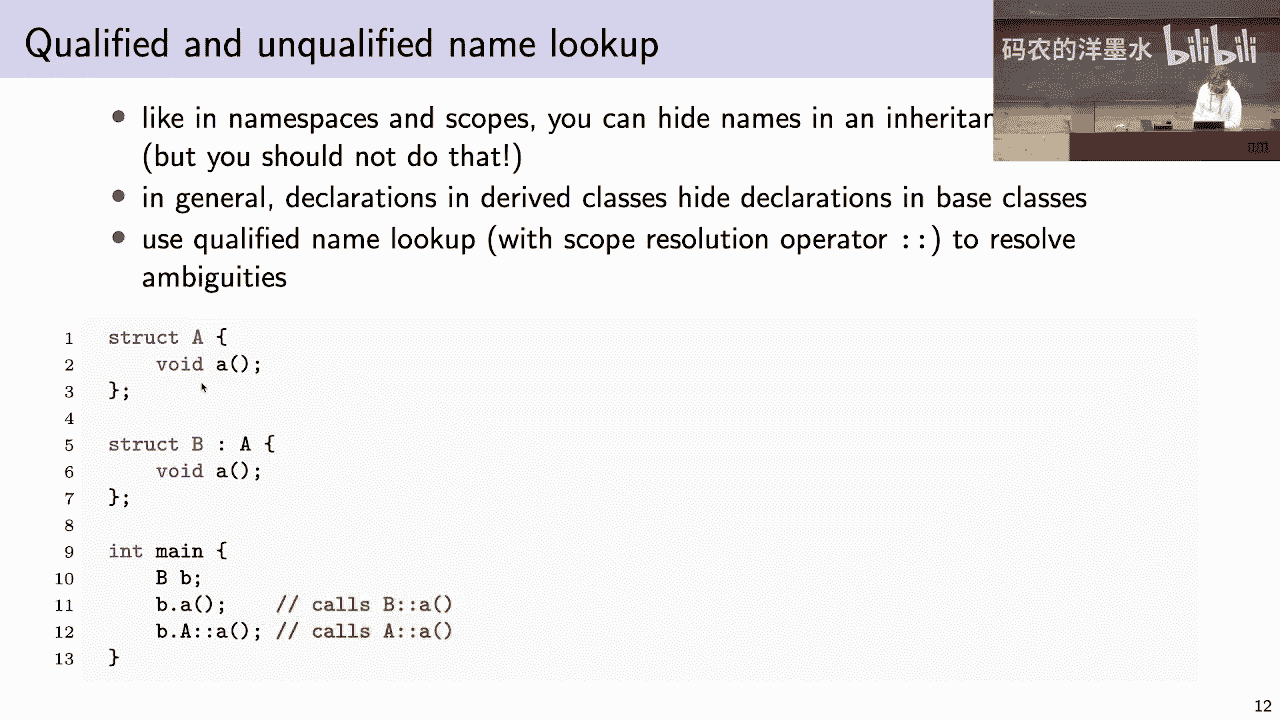 Qualified and unqualified name lookup
码农的洋墨水 bilibili
like in namespaces and scopes, you can hide names in an
(but you should not do that!)
in general, declarations in derived classes hide declarations in base classes
use qualified name lookup (with scope resolution operator ::) to resolve
ambiguities
1 struct A {
2 void a();
3 };
4
5 struct B : A {
6 void a();
7 };
8
9 int main {
10 B b;
11 b.a(); // calls B::a()
12 b.A::a(); // calls A::a()
13 }
12